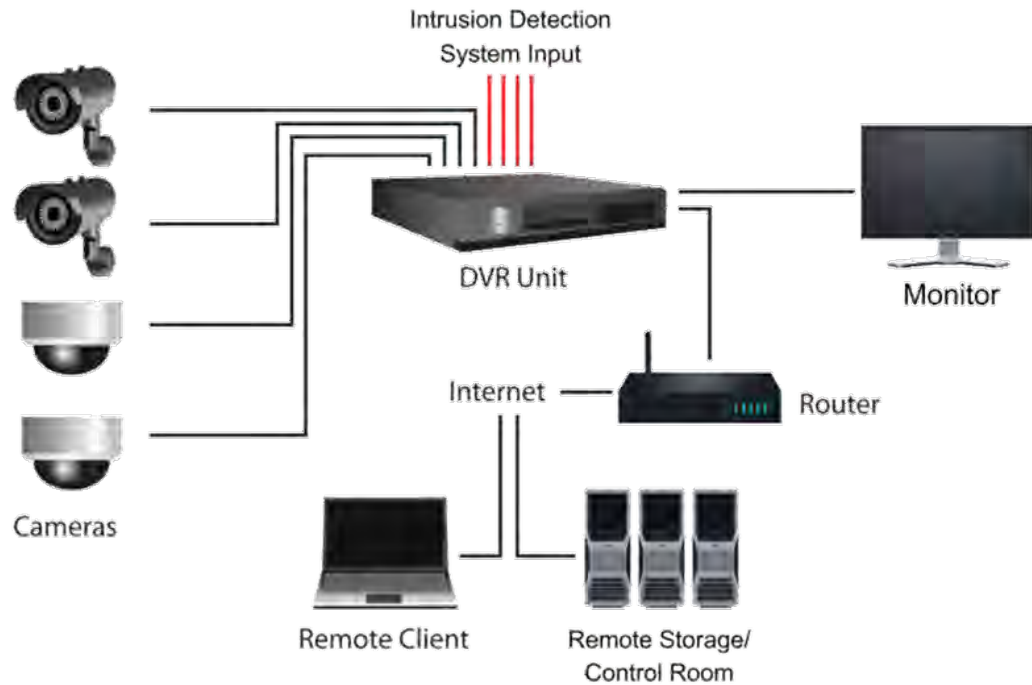 Intrusion Detection
System Input
DVR Unit
Monitor
Internet
Router
Cameras
Remote Client
Remote Storage/
Control Room